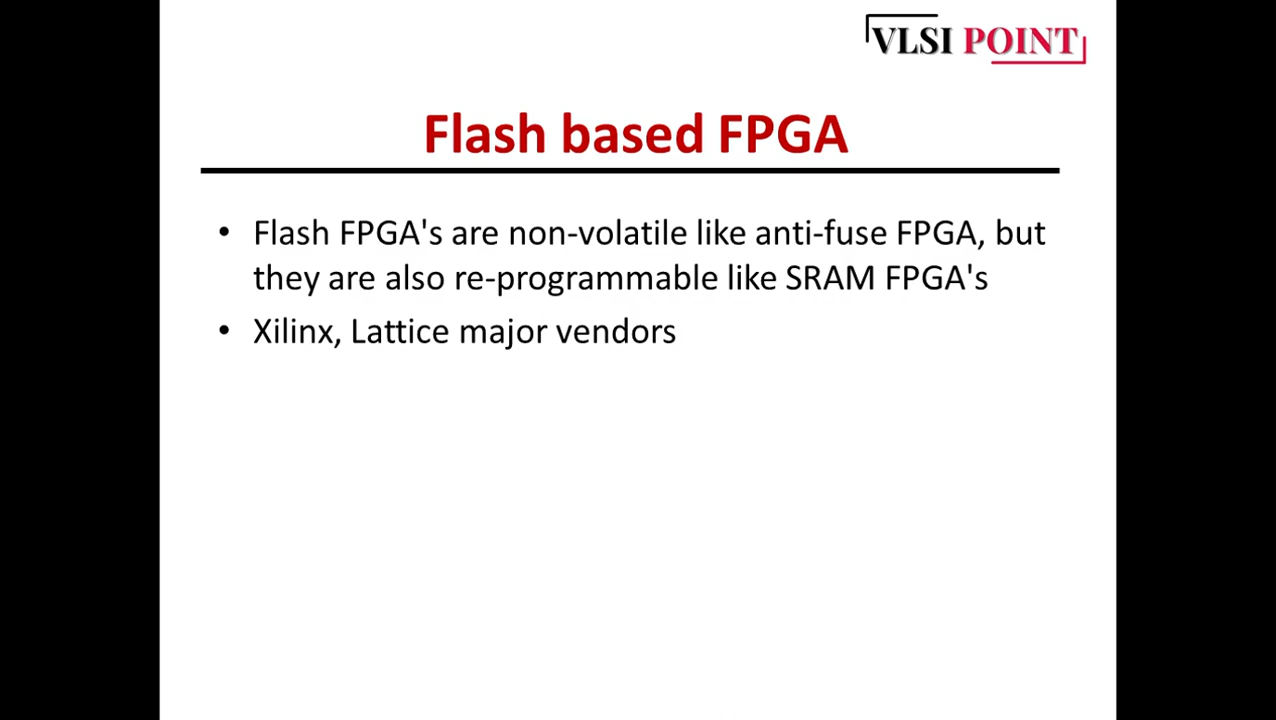 VLSI POINT
Flash based FPGA
• Flash FPGA's are non-volatile like anti-fuse FPGA, but
they are also re-programmable like SRAM FPGA's
• Xilinx, Lattice major vendors